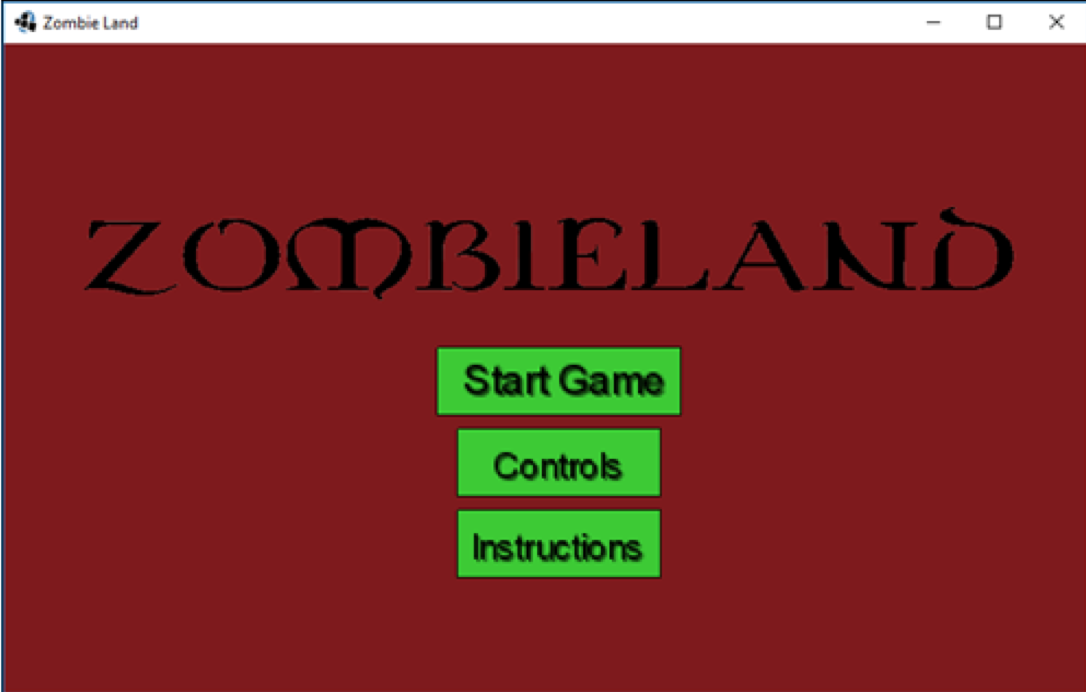 Zombie Land
ZOMBIELAND
Start Game
Controls
Instructions